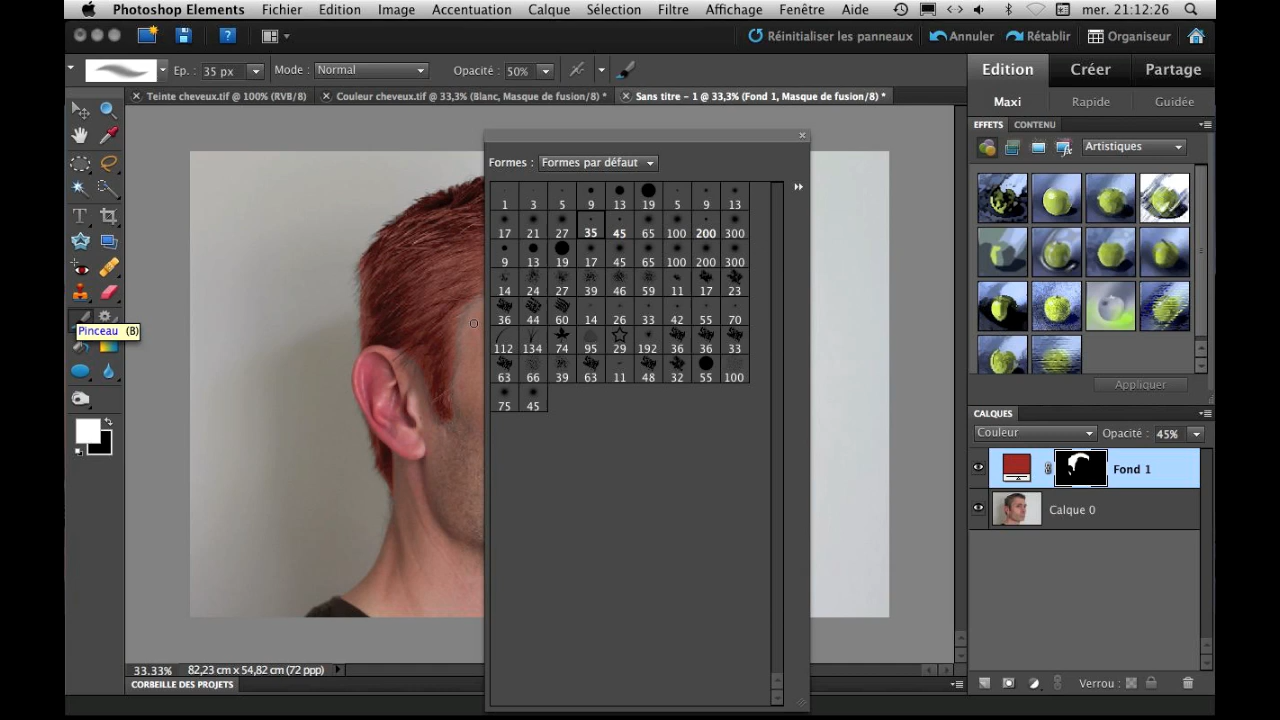 Photoshop Elements Fichier Edition Image Accentuation Calque Sélection Filtre Affichage Fenêtre Aide mer. 21:12:26
Réinitialiser les panneaux Annuler Rétablir Organiseur
Ep. : 35 px Mode : Normal Opacité : 50%
Edition Créer Partage
Teinte cheveux.tif @ 100% (RVB/8) Couleur cheveux.tif @ 33,3% (Blanc, Masque de fusion/8) * Sans titre - 1 @ 33,3% (Fond 1, Masque de fusion/8) *
Maxi Rapide Guidée
EFFETS CONTENU
Artistiques
Formes : Formes par défaut
1 3 5 9 13 19 5 9 13
17 21 27 35 45 65 100 200 300
9 13 19 17 45 65 100 200 300
14 24 27 39 46 59 11 17 23
36 44 60 14 26 33 42 55 70
112 134 74 95 29 192 36 36 33
63 66 39 63 11 48 32 55 100
75 45
Pinceau (B)
Appliquer
CALQUES
Couleur Opacité : 45%
Fond 1
Calque 0
33.33% 82,23 cm x 54,82 cm (72 ppp)
CORBEILLE DES PROJETS
Verrou :